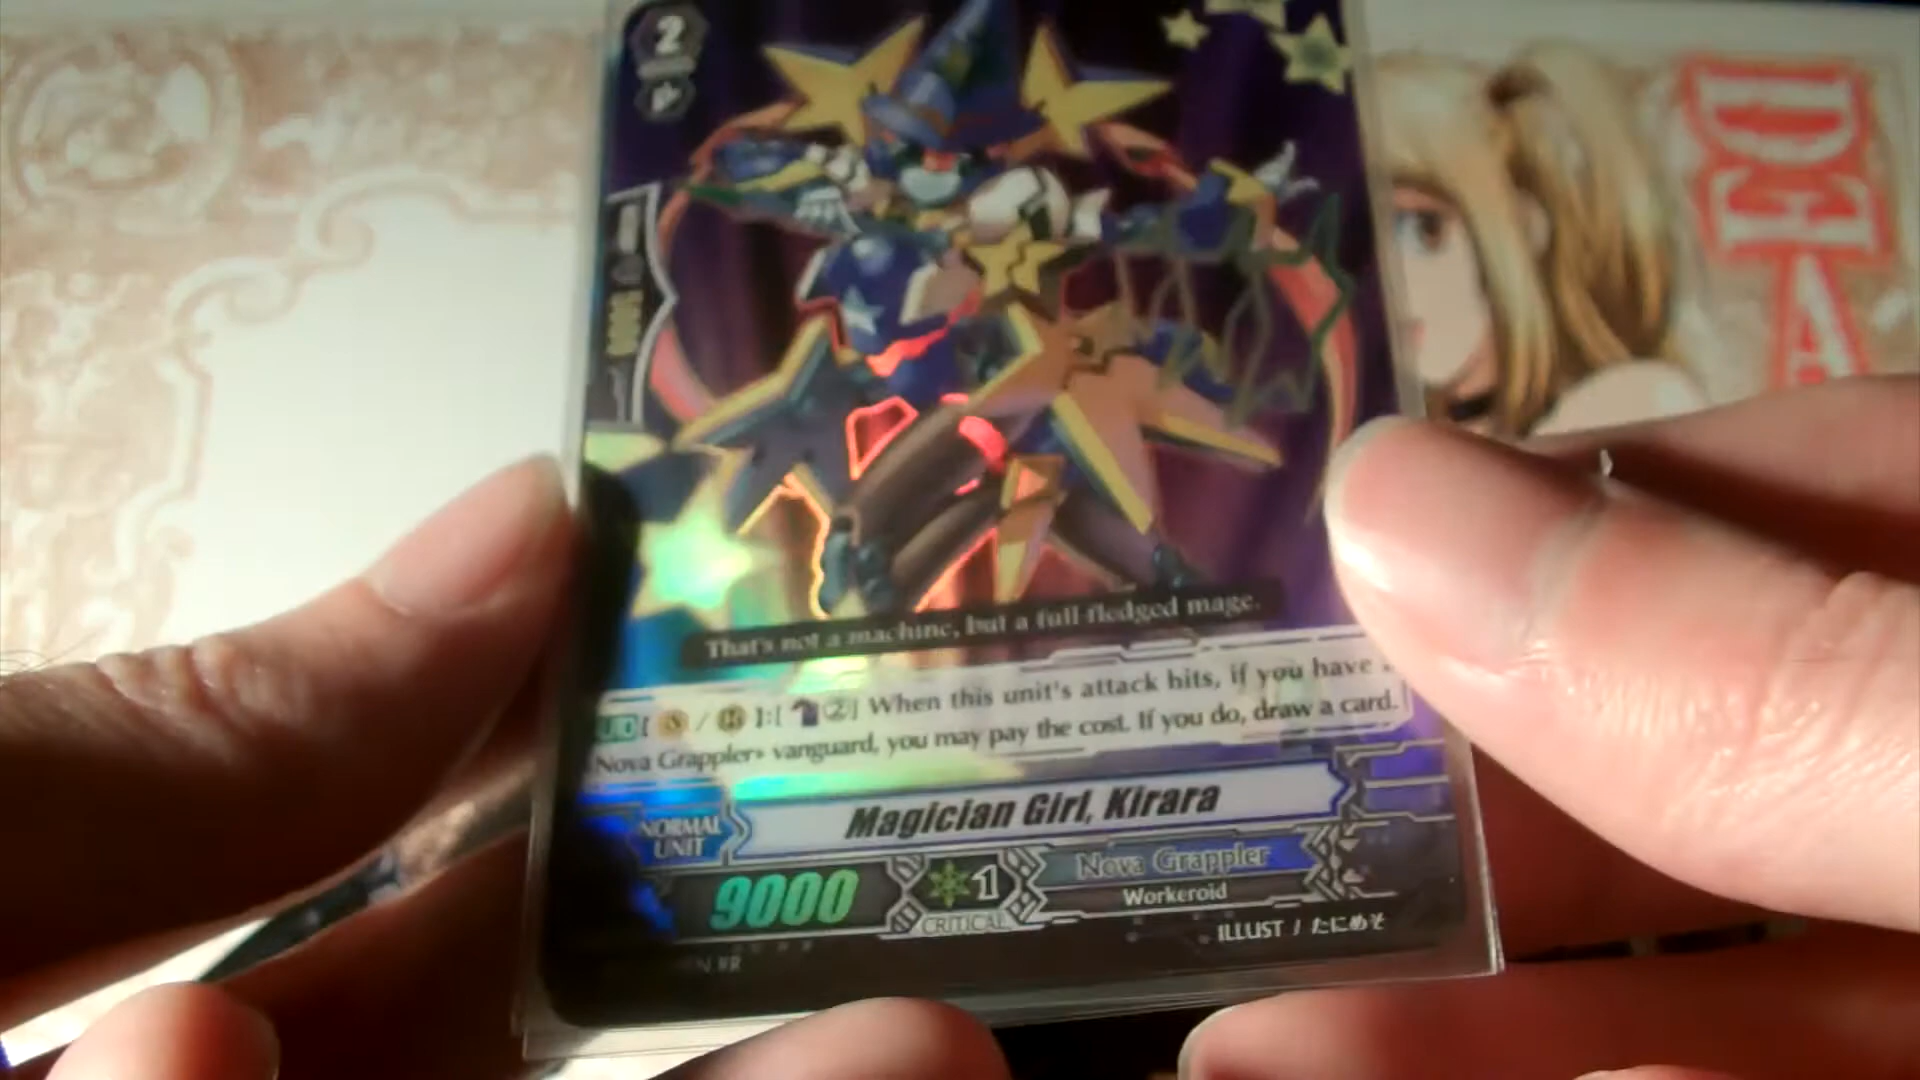 2
DEA
That's not a machine, but a full-fledged mage.
When this unit's attack hits, if you have
Nova Grappler» vanguard, you may pay the cost. If you do, draw a card.
Magician Girl, Kirara
NORMAL
UNIT
9000
1
CRITICAL
Nova Grappler
Workeroid
ILLUST / たにめそ
RR